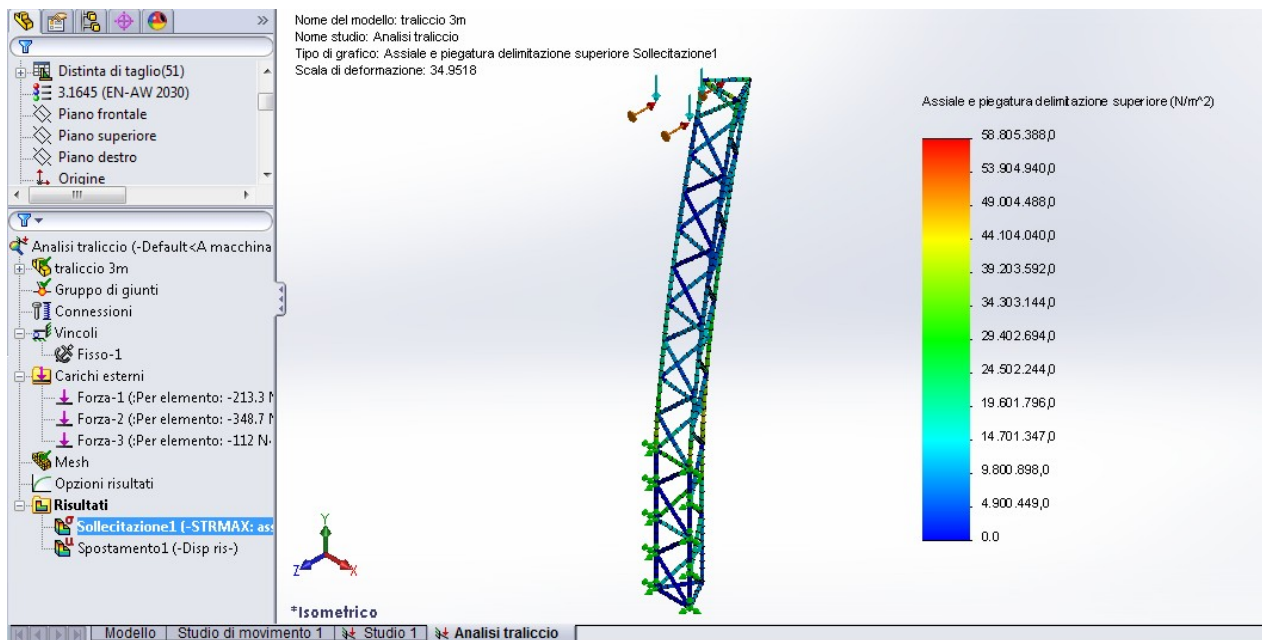 »
Distinta di taglio(51)
3.1645 (EN-AW 2030)
Piano frontale
Piano superiore
Piano destro
Origine
Analisi traliccio (-Default<A macchina
traliccio 3m
Gruppo di giunti
Connessioni
Vincoli
Fisso-1
Carichi esterni
Forza-1 (:Per elemento: -213.3 N
Forza-2 (:Per elemento: -348.7 N
Forza-3 (:Per elemento: -112 N-
Mesh
Opzioni risultati
Risultati
Sollecitazione1 (-STRMAX: ass
Spostamento1 (-Disp ris-)
Nome del modello: traliccio 3m
Nome studio: Analisi traliccio
Tipo di grafico: Assiale e piegatura delimitazione superiore Sollecitazione1
Scala di deformazione: 34.9518
Assiale e piegatura delimitazione superiore (N/m^2)
58.805.388,0
53.904.940,0
49.004.488,0
44.104.040,0
39.203.592,0
34.303.144,0
29.402.694,0
24.502.244,0
19.601.796,0
14.701.347,0
9.800.898,0
4.900.449,0
0.0
Y
Z
X
*Isometrico
Modello Studio di movimento 1 Studio 1 Analisi traliccio